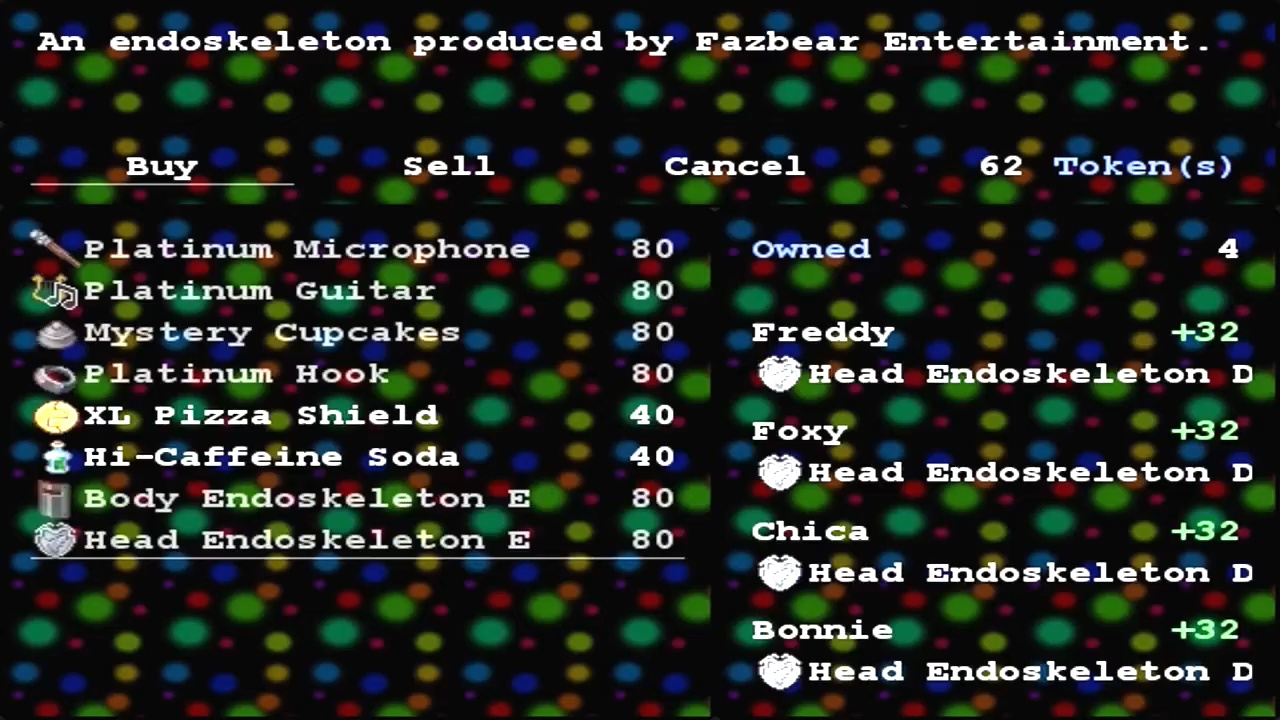 An endoskeleton produced by Fazbear Entertainment.
Buy Sell Cancel 62 Token(s)
Platinum Microphone 80
Platinum Guitar 80
Mystery Cupcakes 80
Platinum Hook 80
XL Pizza Shield 40
Hi-Caffeine Soda 40
Body Endoskeleton E 80
Head Endoskeleton E 80
Owned 4
Freddy +32
Head Endoskeleton D
Foxy +32
Head Endoskeleton D
Chica +32
Head Endoskeleton D
Bonnie +32
Head Endoskeleton D